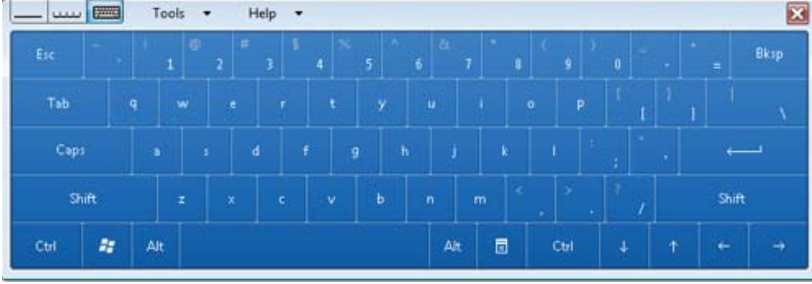 Tools Help
Esc ~ ` ! 1 @ 2 # 3 $ 4 % 5 ^ 6 & 7 * 8 ( 9 ) 0 _ - + = Bksp
Tab q w e r t y u i o p { [ } ] | \
Caps a s d f g h j k l : ; " '
Shift z x c v b n m < , > . ? / Shift
Ctrl Alt Alt Ctrl ↓ ↑ ← →